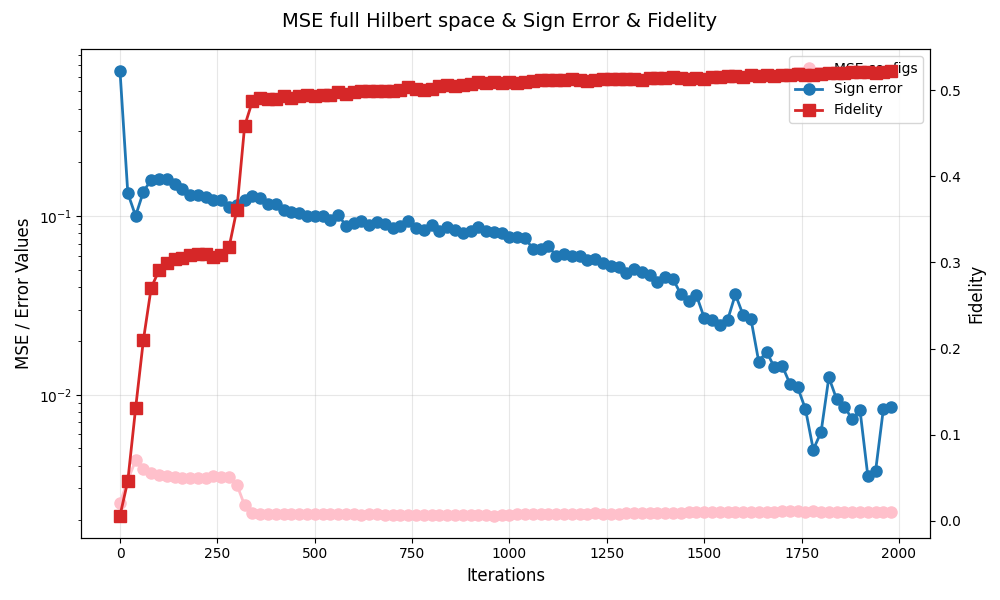 MSE full Hilbert space & Sign Error & Fidelity
MSE configs
Sign error
Fidelity
MSE / Error Values
10⁻¹
10⁻²
0.5
0.4
0.3
0.2
0.1
0.0
Fidelity
0 250 500 750 1000 1250 1500 1750 2000
Iterations